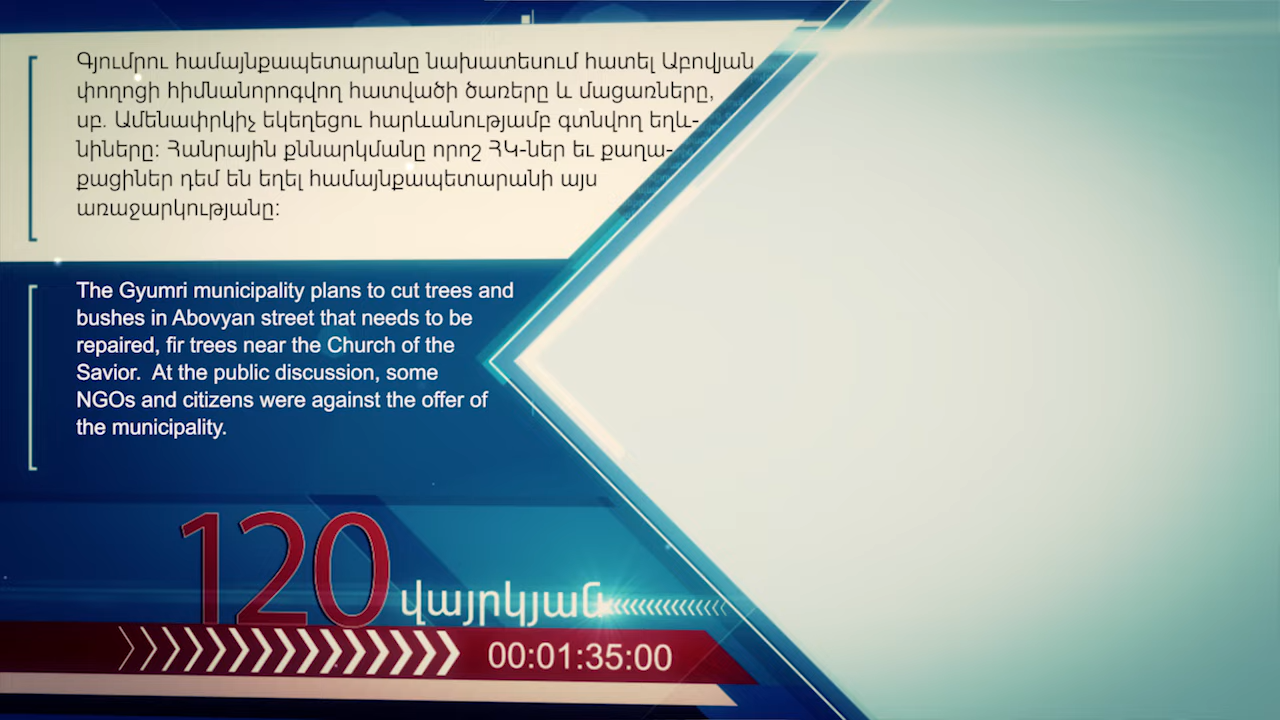 Գյումրու համայնքապետարանը նախատեսում հատել Աբովյան
փողոցի հիմնանորոգվող հատվածի ծառերը և մացառները,
սբ. Ամենափրկիչ եկեղեցու հարևանությամբ գտնվող եղև-
նիները: Հանրային քննարկմանը որոշ ՀԿ-ներ եւ քաղա-
քացիներ դեմ են եղել համայնքապետարանի այս
առաջարկությանը:
The Gyumri municipality plans to cut trees and
bushes in Abovyan street that needs to be
repaired, fir trees near the Church of the
Savior. At the public discussion, some
NGOs and citizens were against the offer of
the municipality.
120 վայրկյան
00:01:35:00